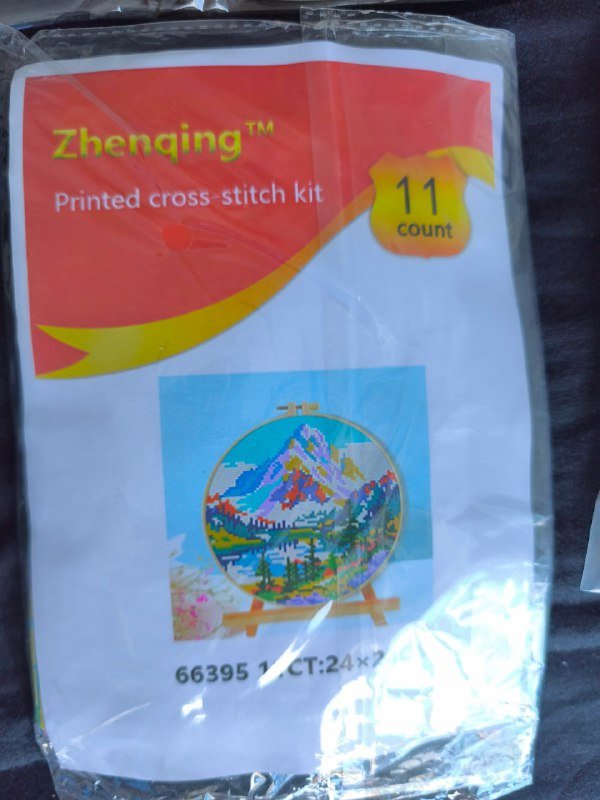 Zhenqing™
Printed cross-stitch kit
11
count
66395